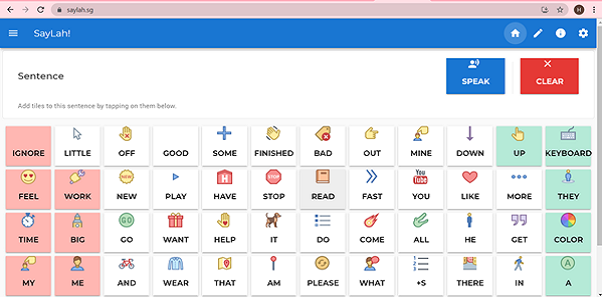 saylah.sg
H
SayLah!
Sentence
SPEAK
CLEAR
Add tiles to this sentence by tapping on them below.
IGNORE LITTLE OFF GOOD SOME FINISHED BAD OUT MINE DOWN UP KEYBOARD
NEW H STOP You Tube
FEEL WORK NEW PLAY HAVE STOP READ FAST YOU LIKE MORE THEY
TIME BIG GO WANT HELP IT DO COME ALL HE GET COLOR
A
MY ME AND WEAR THAT AM PLEASE WHAT +S THERE IN A